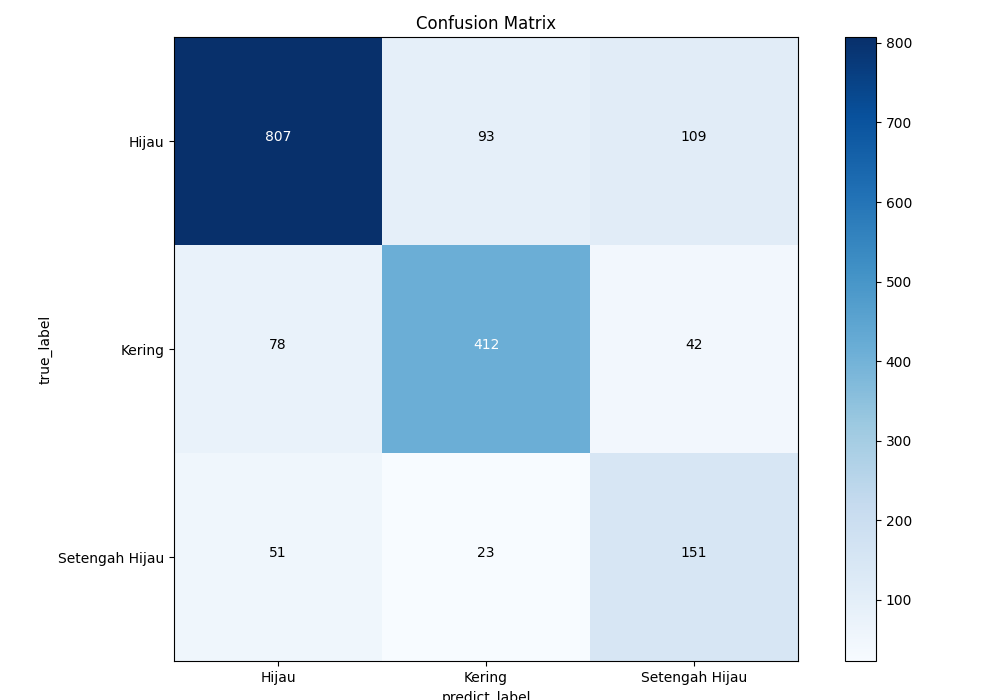 Confusion Matrix
true_label
Hijau
807
93
109
Kering
78
412
42
Setengah Hijau
51
23
151
Hijau
Kering
Setengah Hijau
predict_label
800
700
600
500
400
300
200
100